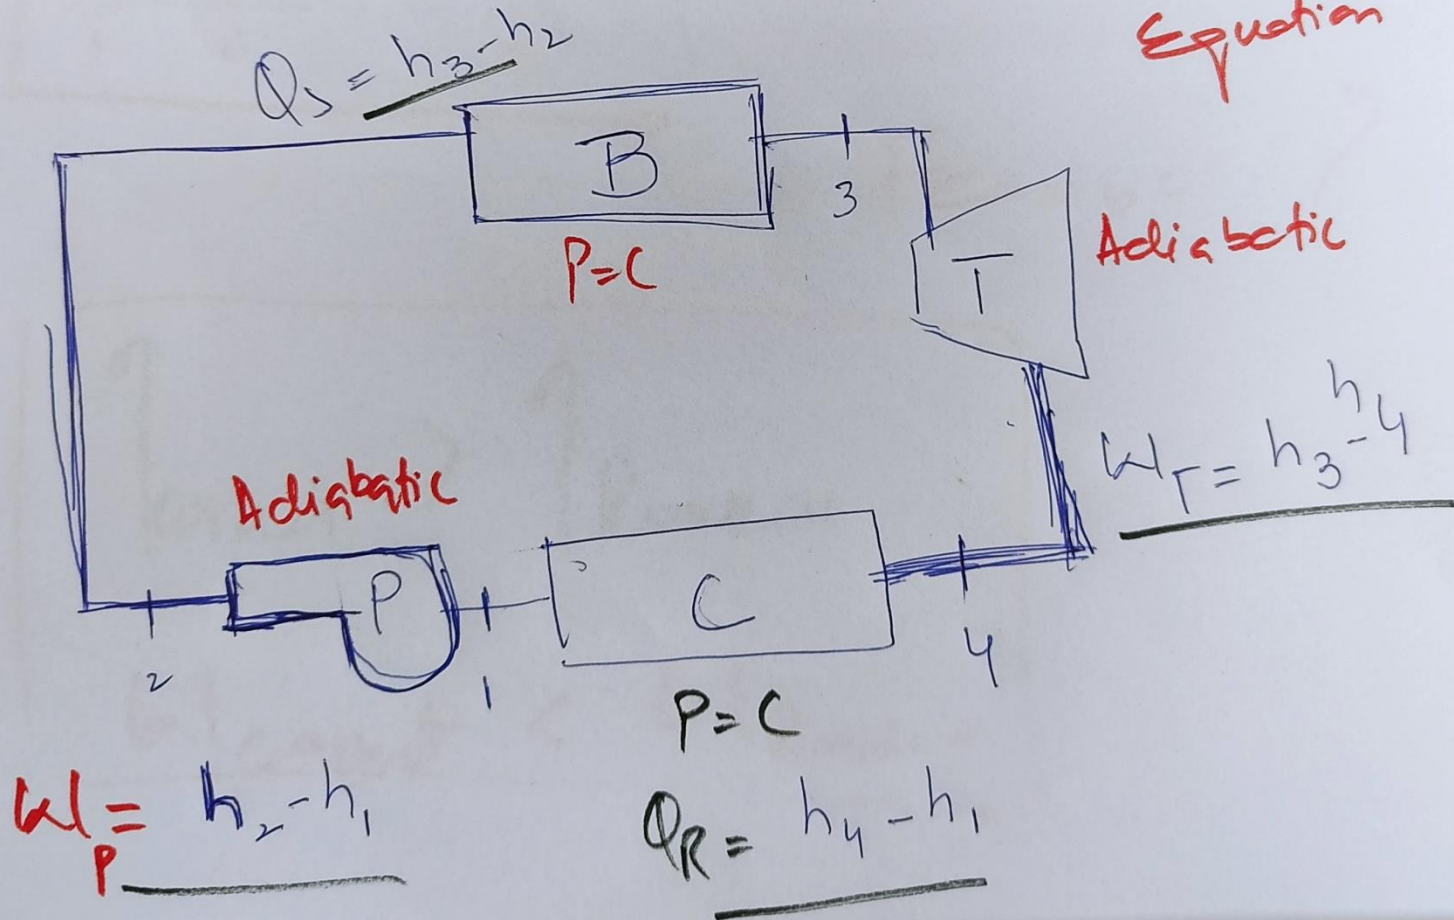 Equation
Qs = h3-h2
B
3
P=C
T
Adiabatic
WT = h3-h4
Adiabatic
P
C
2
1
4
P=C
WP = h2-h1
QR = h4-h1